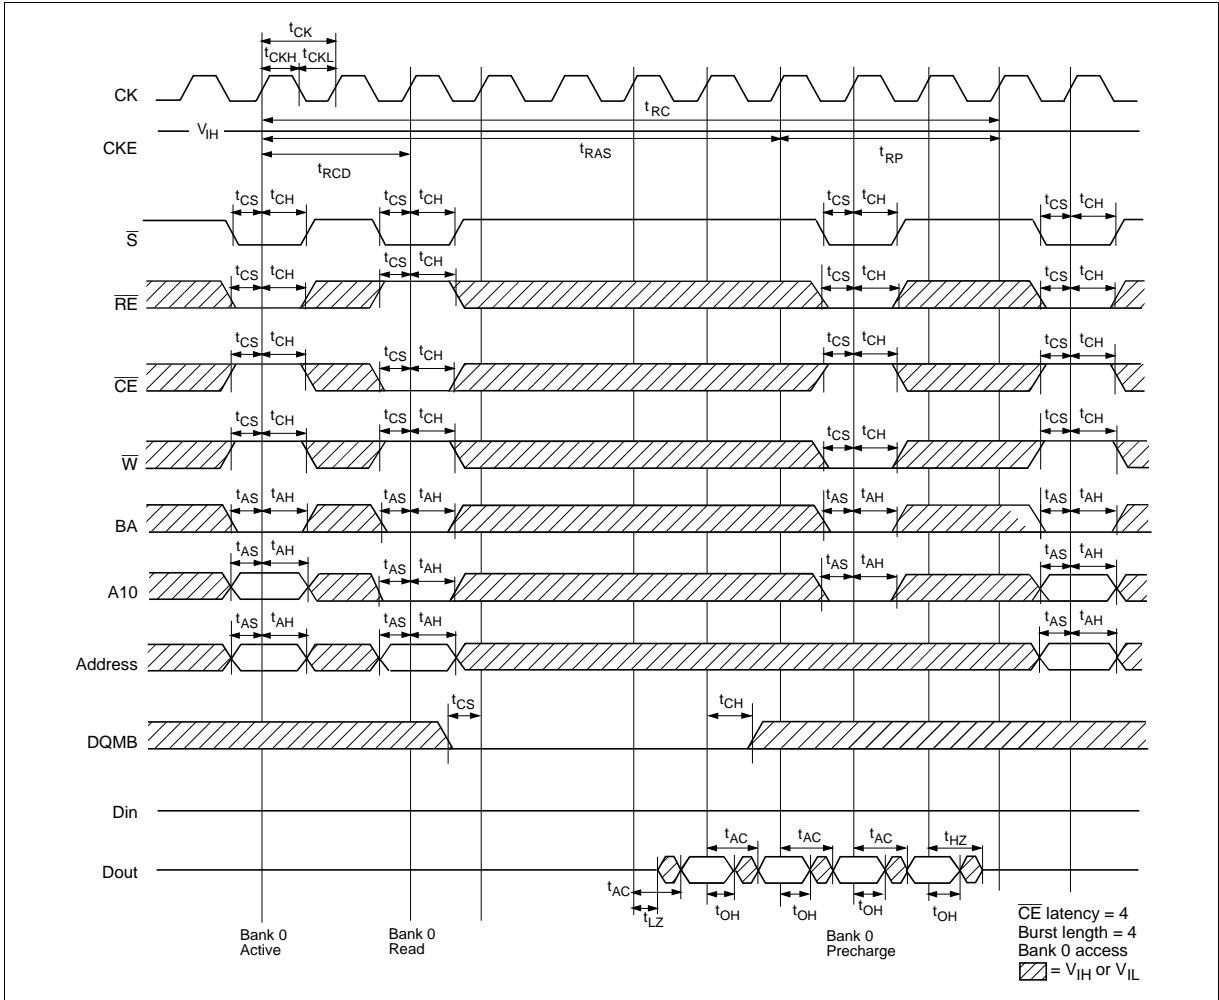 tCK
tCKH tCKL
CK
tRC
VIH
CKE
tRAS
tRP
tRCD
tCS tCH tCS tCH tCS tCH tCS tCH
S
tCS tCH tCS tCH tCS tCH tCS tCH
RE
tCS tCH tCS tCH tCS tCH tCS tCH
CE
tCS tCH tCS tCH tCS tCH tCS tCH
W
tAS tAH tAS tAH tAS tAH tAS tAH
BA
tAS tAH tAS tAH tAS tAH tAS tAH
A10
tAS tAH tAS tAH tAS tAH
Address
tCS tCH
DQMB
Din
tAC tAC tAC tHZ
Dout
tAC
tLZ
tOH tOH tOH tOH
Bank 0
Active
Bank 0
Read
Bank 0
Precharge
CE latency = 4
Burst length = 4
Bank 0 access
= VIH or VIL